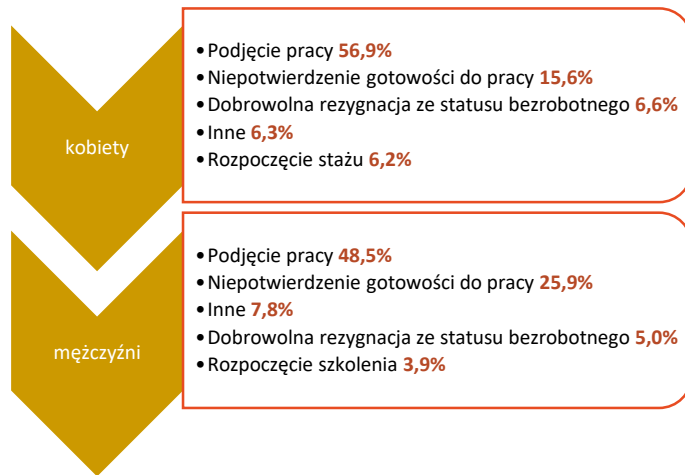 kobiety
•Podjęcie pracy 56,9%
•Niepotwierdzenie gotowości do pracy 15,6%
•Dobrowolna rezygnacja ze statusu bezrobotnego 6,6%
•Inne 6,3%
•Rozpoczęcie stażu 6,2%
mężczyźni
•Podjęcie pracy 48,5%
•Niepotwierdzenie gotowości do pracy 25,9%
•Inne 7,8%
•Dobrowolna rezygnacja ze statusu bezrobotnego 5,0%
•Rozpoczęcie szkolenia 3,9%